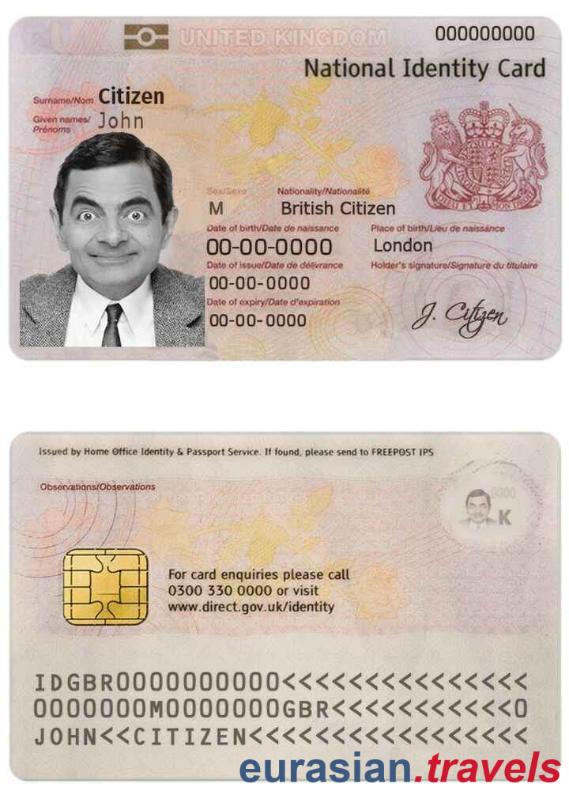 UNITED KINGDOM
000000000
National Identity Card
Surname/Nom Citizen
Given names/
Prénoms John
Sex/Sexe Nationality/Nationalité
M British Citizen
Date of birth/Date de naissance Place of birth/Lieu de naissance
00-00-0000 London
Date of issue/Date de délivrance Holder's signature/Signature du titulaire
00-00-0000
Date of expiry/Date d'expiration
00-00-0000 J. Citizen
Issued by Home Office Identity & Passport Service. If found, please send to FREEPOST IPS
Observations/Observations
0000
K
For card enquiries please call
0300 330 0000 or visit
www.direct.gov.uk/identity
IDGBR0000000000<<<<<<<<<<<<<<<
0000000M0000000GBR<<<<<<<<<<<0
JOHN<<CITIZEN<<<<<<<<<<<<<<<<<
eurasian.travels